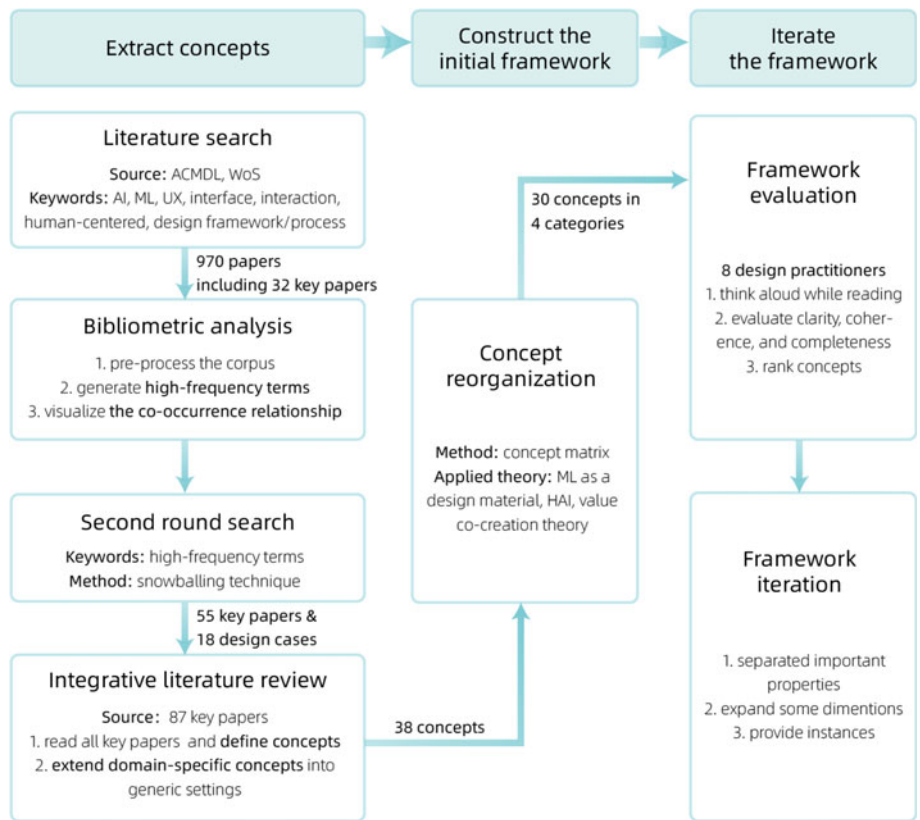 Extract concepts
Construct the
initial framework
Iterate
the framework
Literature search
Source: ACMDL, WoS
Keywords: AI, ML, UX, interface, interaction,
human-centered, design framework/process
970 papers
including 32 key papers
Bibliometric analysis
1. pre-process the corpus
2. generate high-frequency terms
3. visualize the co-occurrence relationship
Second round search
Keywords: high-frequency terms
Method: snowballing technique
55 key papers &
18 design cases
Integrative literature review
Source: 87 key papers
1. read all key papers and define concepts
2. extend domain-specific concepts into
generic settings
38 concepts
Concept
reorganization
Method: concept matrix
Applied theory: ML as a
design material, HAI, value
co-creation theory
30 concepts in
4 categories
Framework
evaluation
8 design practitioners
1. think aloud while reading
2. evaluate clarity, coher-
ence, and completeness
3. rank concepts
Framework
iteration
1. separated important
properties
2. expand some dimentions
3. provide instances